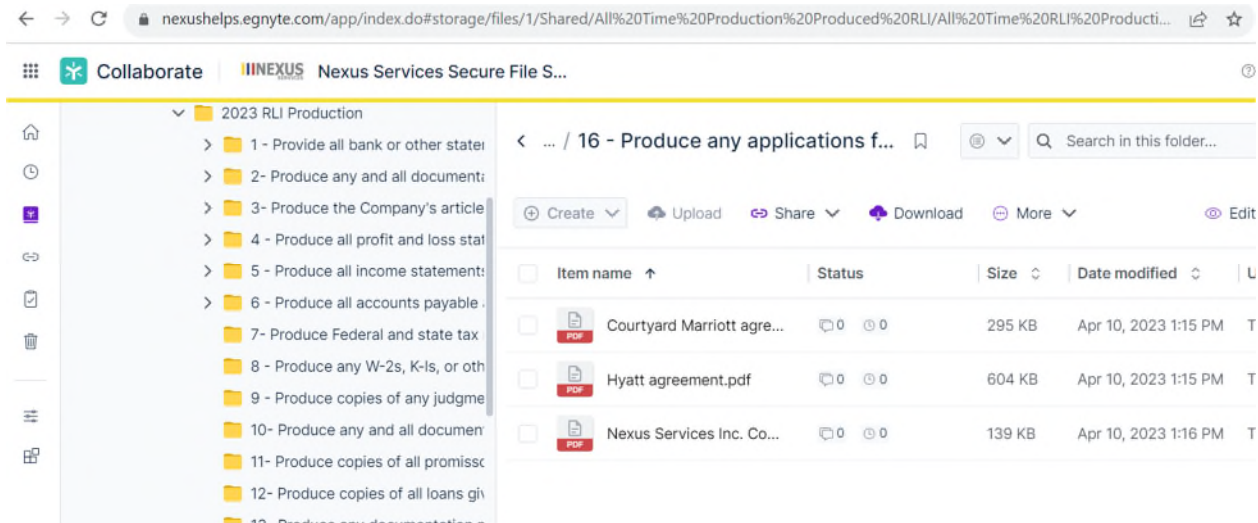 nexushelps.egnyte.com/app/index.do#storage/files/1/Shared/All%20Time%20Production%20Produced%20RLI/All%20Time%20RLI%20Producti...
Collaborate NEXUS SERVICES Nexus Services Secure File S...
2023 RLI Production
1 - Provide all bank or other stater
2- Produce any and all documenta
3- Produce the Company's article
4 - Produce all profit and loss stat
5 - Produce all income statements
6 - Produce all accounts payable
7- Produce Federal and state tax
8 - Produce any W-2s, K-ls, or oth
9 - Produce copies of any judgme
10- Produce any and all document
11- Produce copies of all promisso
12- Produce copies of all loans giv
... / 16 - Produce any applications f... Search in this folder...
Create Upload Share Download More Edit
Item name Status Size Date modified U
PDF Courtyard Marriott agre... 0 0 295 KB Apr 10, 2023 1:15 PM T
PDF Hyatt agreement.pdf 0 0 604 KB Apr 10, 2023 1:15 PM T
PDF Nexus Services Inc. Co... 0 0 139 KB Apr 10, 2023 1:16 PM T